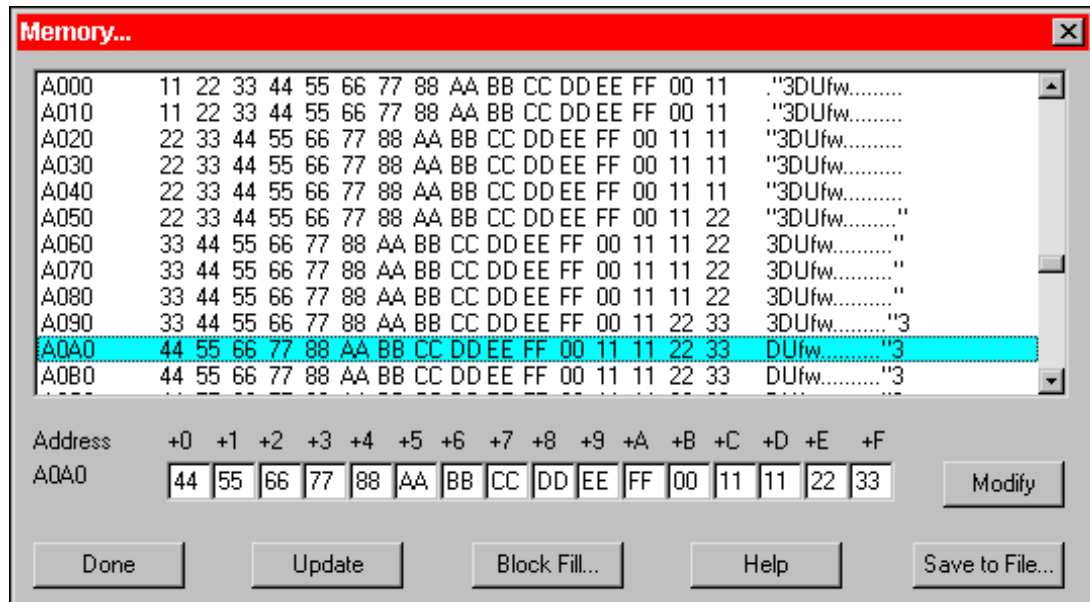 Memory...
A000 11 22 33 44 55 66 77 88 AA BB CC DD EE FF 00 11 ."3DUfw.........
A010 11 22 33 44 55 66 77 88 AA BB CC DD EE FF 00 11 ."3DUfw.........
A020 22 33 44 55 66 77 88 AA BB CC DD EE FF 00 11 11 "3DUfw..........
A030 22 33 44 55 66 77 88 AA BB CC DD EE FF 00 11 11 "3DUfw..........
A040 22 33 44 55 66 77 88 AA BB CC DD EE FF 00 11 11 "3DUfw..........
A050 22 33 44 55 66 77 88 AA BB CC DD EE FF 00 11 22 "3DUfw........."
A060 33 44 55 66 77 88 AA BB CC DD EE FF 00 11 11 22 3DUfw.........."
A070 33 44 55 66 77 88 AA BB CC DD EE FF 00 11 11 22 3DUfw.........."
A080 33 44 55 66 77 88 AA BB CC DD EE FF 00 11 11 22 3DUfw.........."
A090 33 44 55 66 77 88 AA BB CC DD EE FF 00 11 22 33 3DUfw........."3
A0A0 44 55 66 77 88 AA BB CC DD EE FF 00 11 11 22 33 DUfw.........."3
A0B0 44 55 66 77 88 AA BB CC DD EE FF 00 11 11 22 33 DUfw.........."3
Address +0 +1 +2 +3 +4 +5 +6 +7 +8 +9 +A +B +C +D +E +F
A0A0 44 55 66 77 88 AA BB CC DD EE FF 00 11 11 22 33 Modify
Done Update Block Fill... Help Save to File...